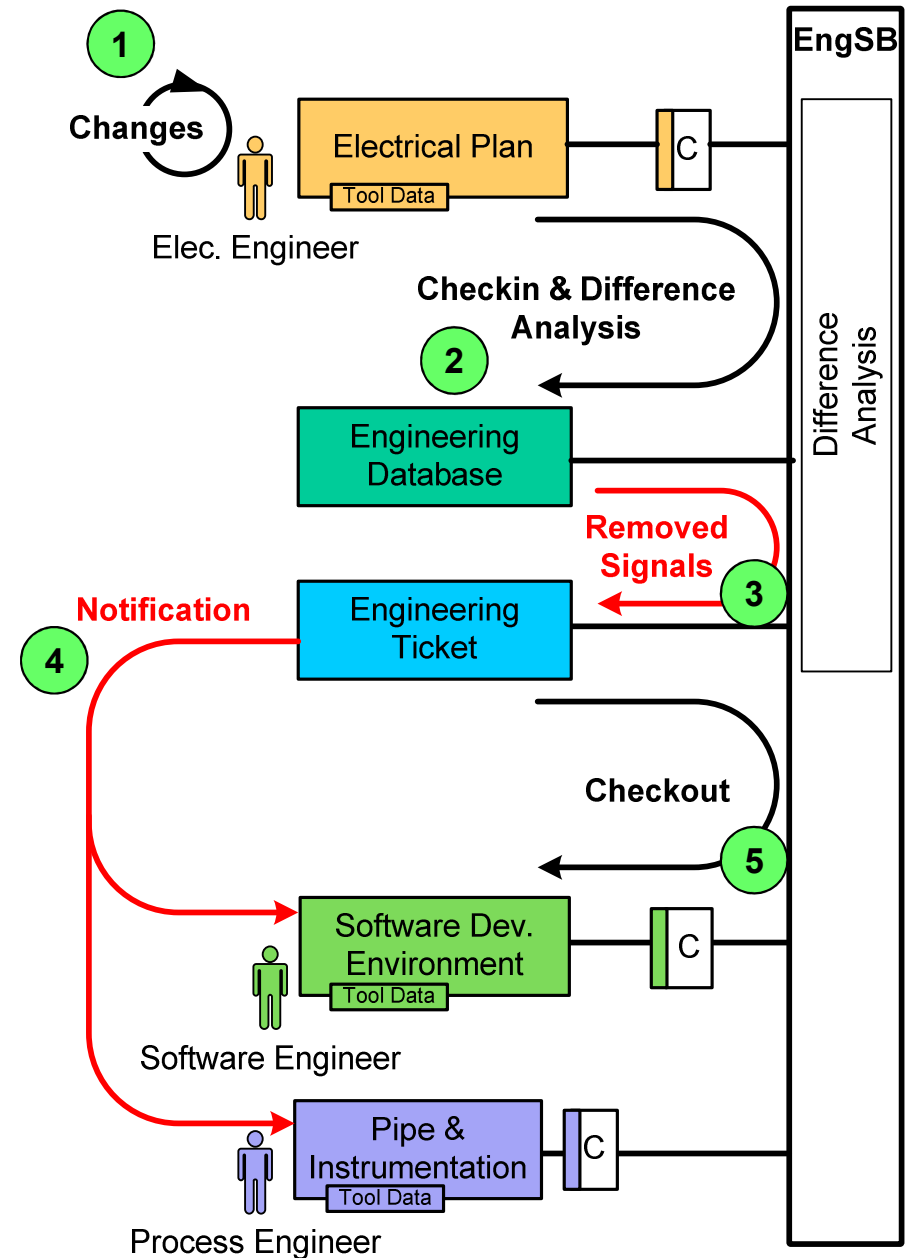 1
EngSB
Changes
Electrical Plan
C
Tool Data
Elec. Engineer
Checkin & Difference
Analysis
2
Difference
Analysis
Engineering
Database
Removed
Signals
3
Notification
Engineering
Ticket
4
Checkout
5
Software Dev.
Environment
C
Tool Data
Software Engineer
Pipe &
Instrumentation
C
Tool Data
Process Engineer